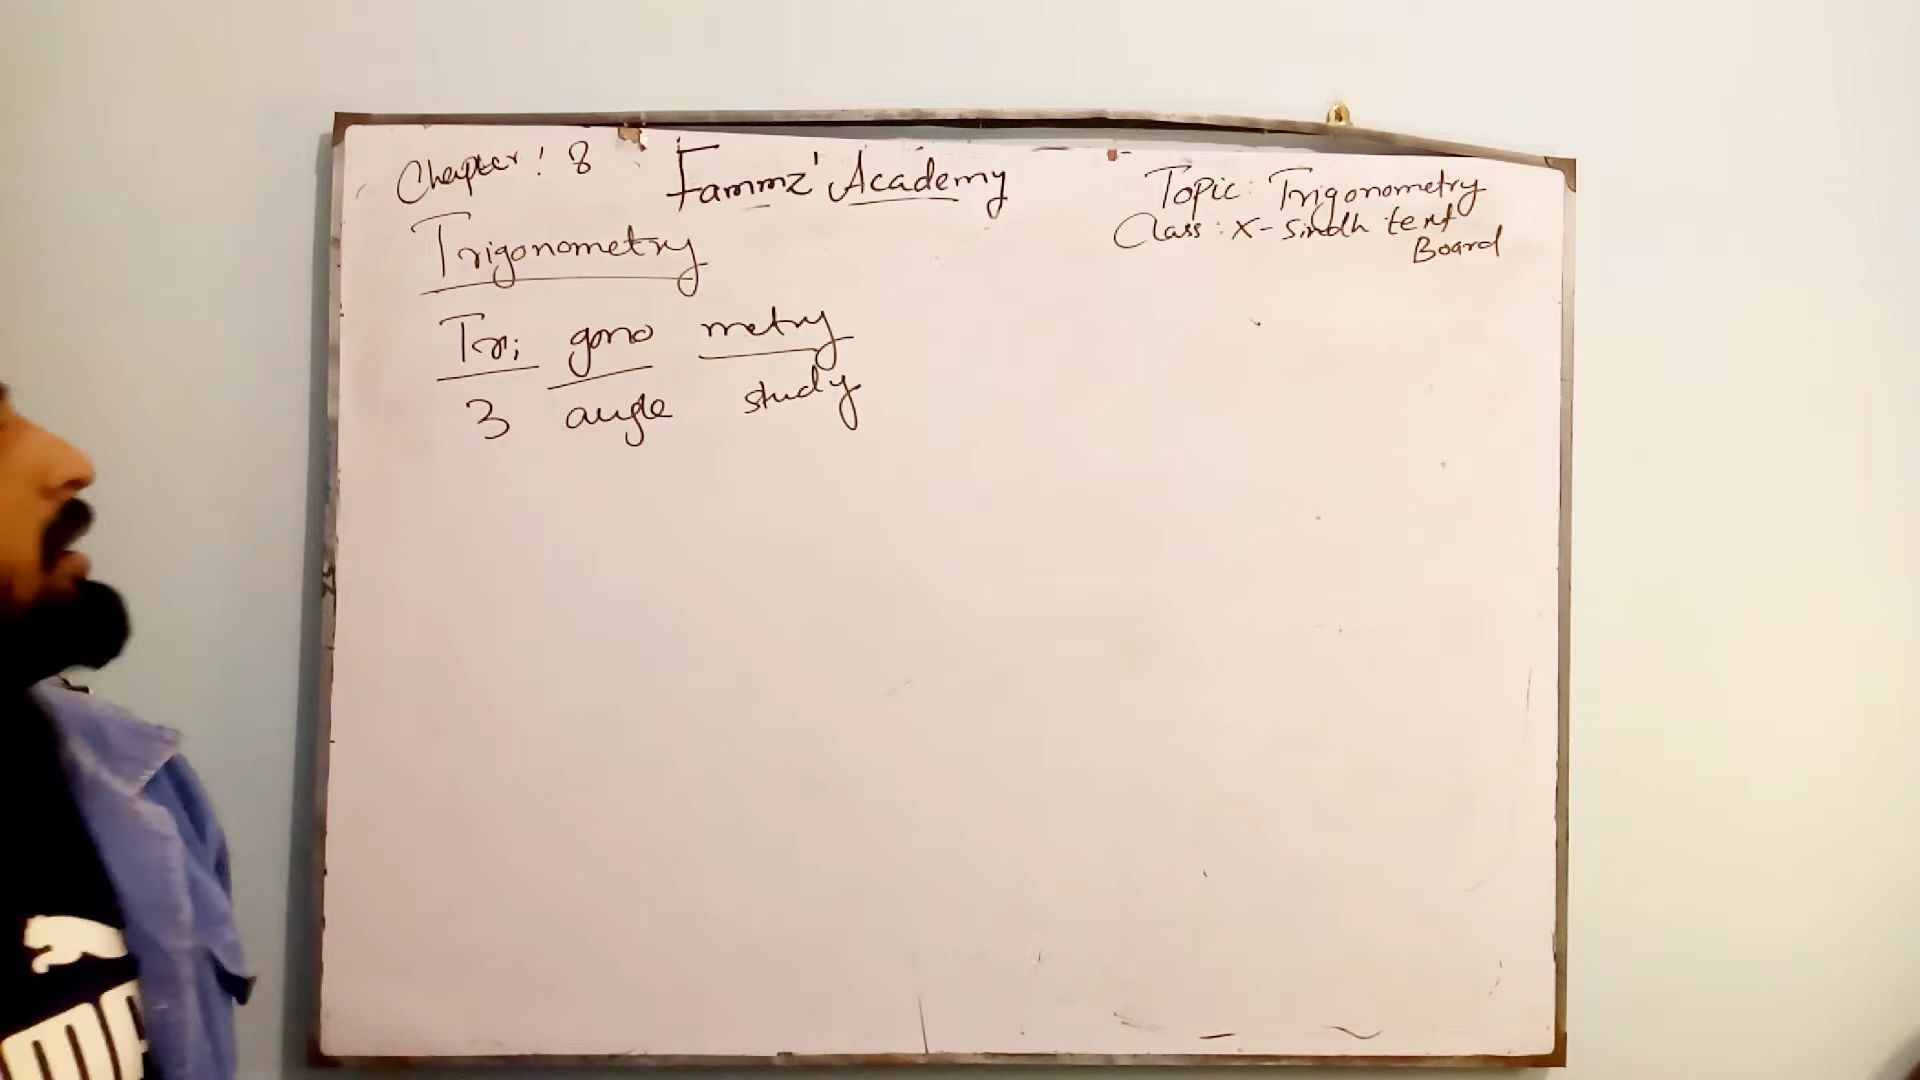 Chapter: 8
Fammz' Academy
Topic: Trigonometry
Class: X- Sindh text
Board
Trigonometry
Tri gono metry
3 angle study